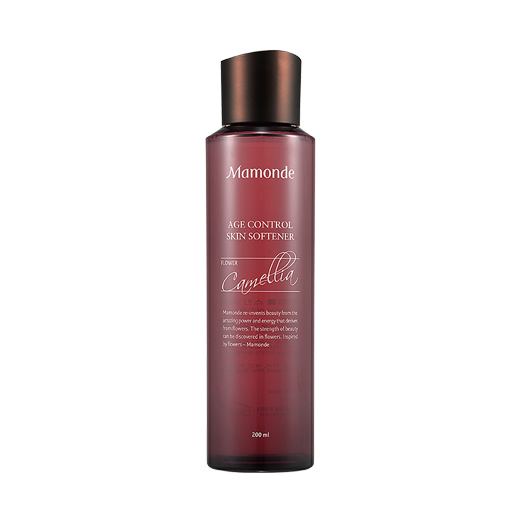 Mamonde
AGE CONTROL
SKIN SOFTENER
FLOWER
Camellia
Mamonde re-invents beauty from the
amazing power and energy that derives
from flowers. The strength of beauty
can be discovered in flowers. Inspired
by flowers – Mamonde
200 ml